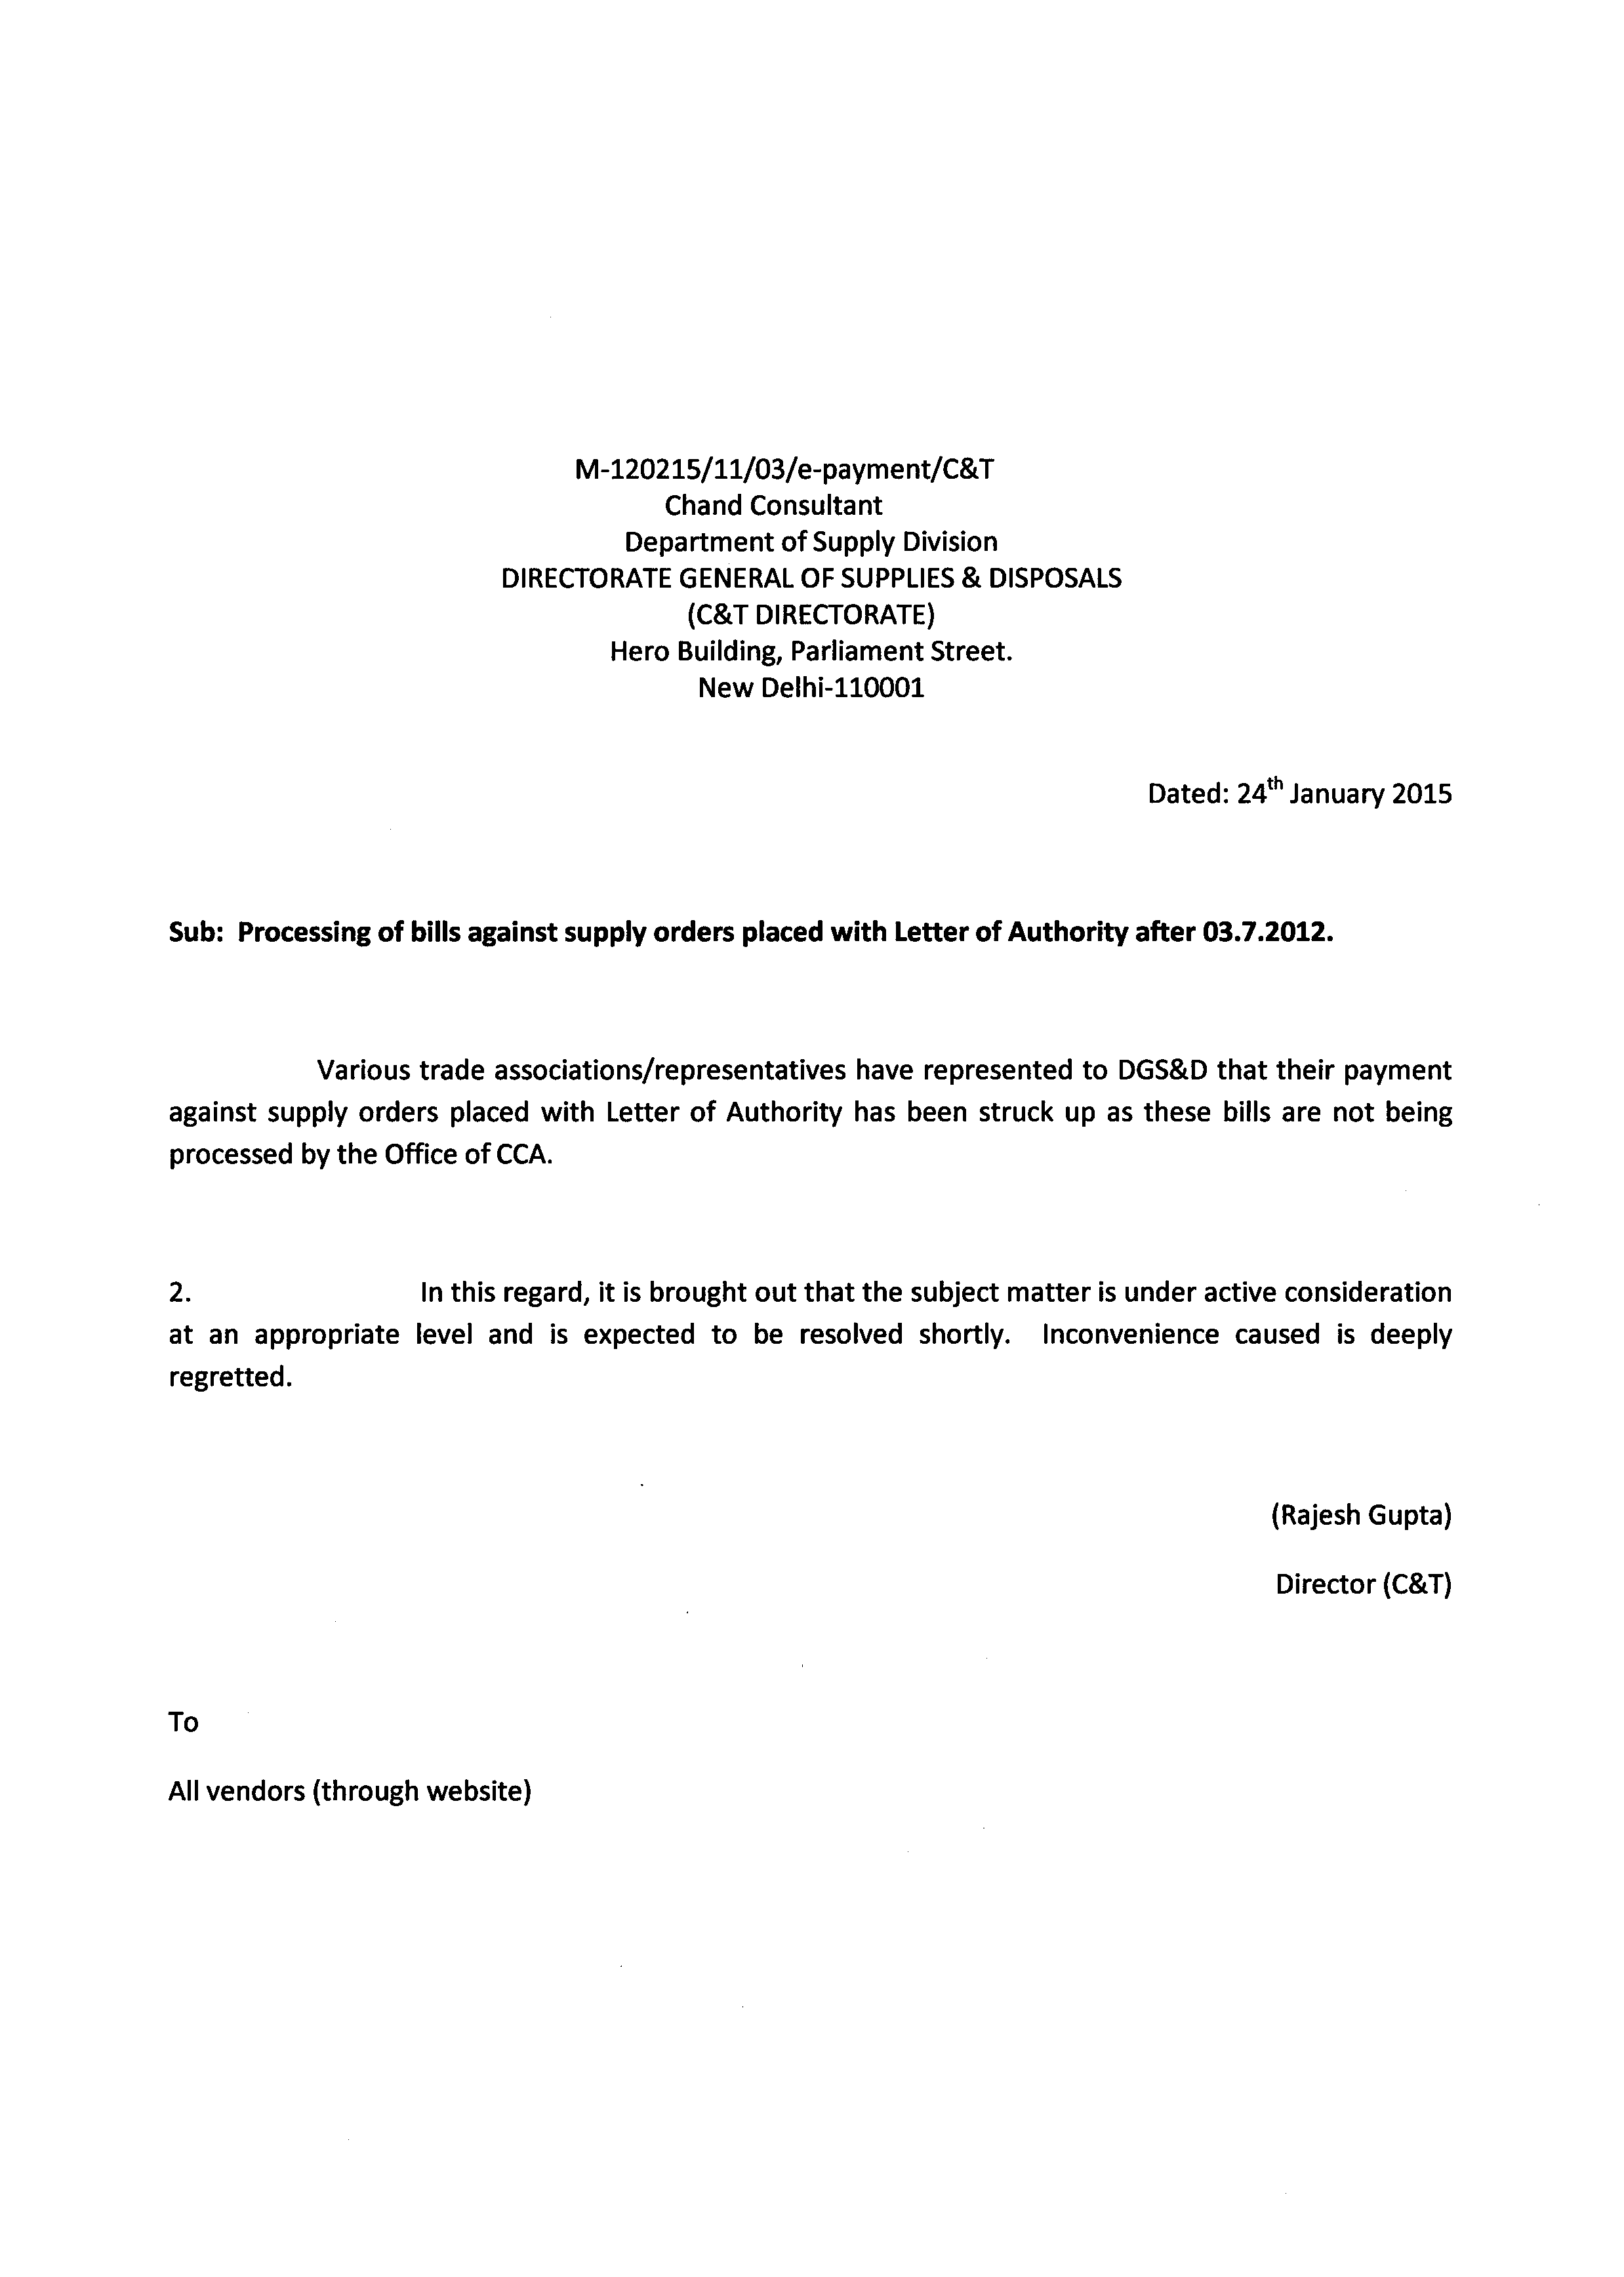 M-120215/11/03/e-payment/C&T
Chand Consultant
Department of Supply Division
DIRECTORATE GENERAL OF SUPPLIES & DISPOSALS
(C&T DIRECTORATE)
Hero Building, Parliament Street.
New Delhi-110001
Dated: 24th January 2015
Sub: Processing of bills against supply orders placed with Letter of Authority after 03.7.2012.
Various trade associations/representatives have represented to DGS&D that their payment
against supply orders placed with Letter of Authority has been struck up as these bills are not being
processed by the Office of CCA.
2. In this regard, it is brought out that the subject matter is under active consideration
at an appropriate level and is expected to be resolved shortly. Inconvenience caused is deeply
regretted.
(Rajesh Gupta)
Director (C&T)
To
All vendors (through website)